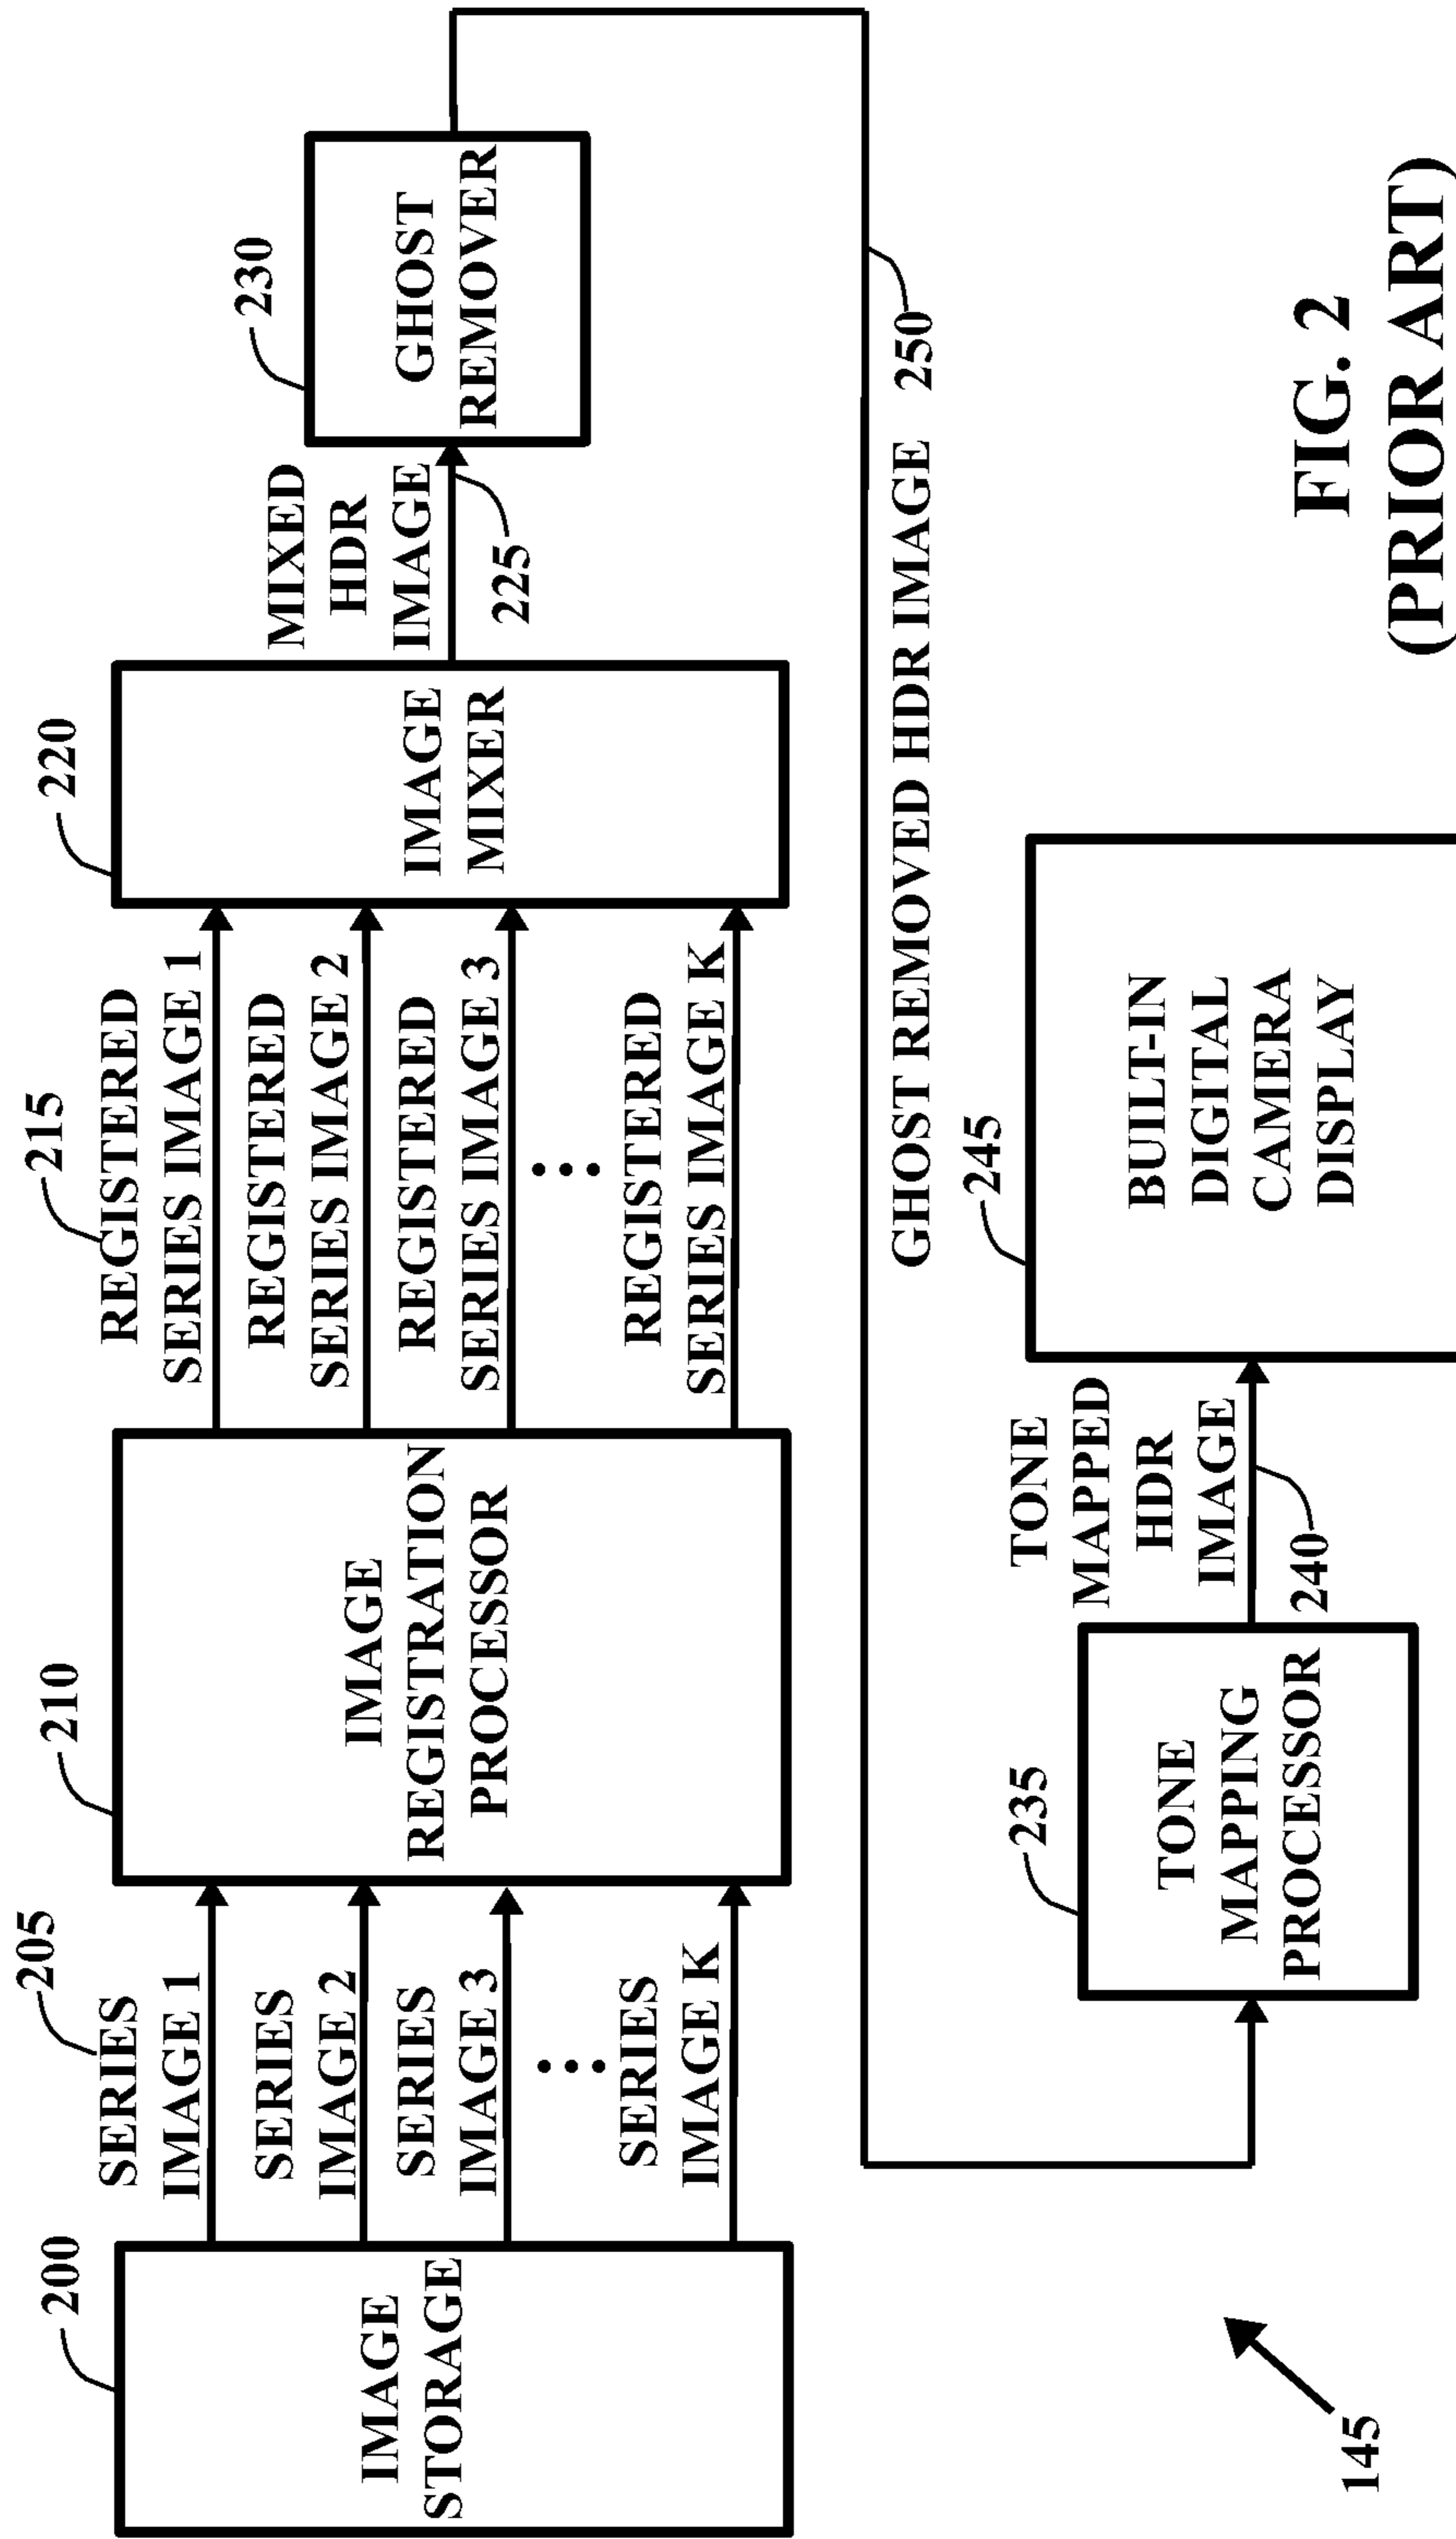 200
IMAGE
STORAGE
205
SERIES
IMAGE 1
SERIES
IMAGE 2
SERIES
IMAGE 3
SERIES
IMAGE K
210
IMAGE
REGISTRATION
PROCESSOR
215
REGISTERED
SERIES IMAGE 1
REGISTERED
SERIES IMAGE 2
REGISTERED
SERIES IMAGE 3
REGISTERED
SERIES IMAGE K
220
IMAGE
MIXER
MIXED
HDR
IMAGE
225
230
GHOST
REMOVER
GHOST REMOVED HDR IMAGE 250
235
TONE
MAPPING
PROCESSOR
TONE
MAPPED
HDR
IMAGE
240
245
BUILT-IN
DIGITAL
CAMERA
DISPLAY
145
FIG. 2
(PRIOR ART)